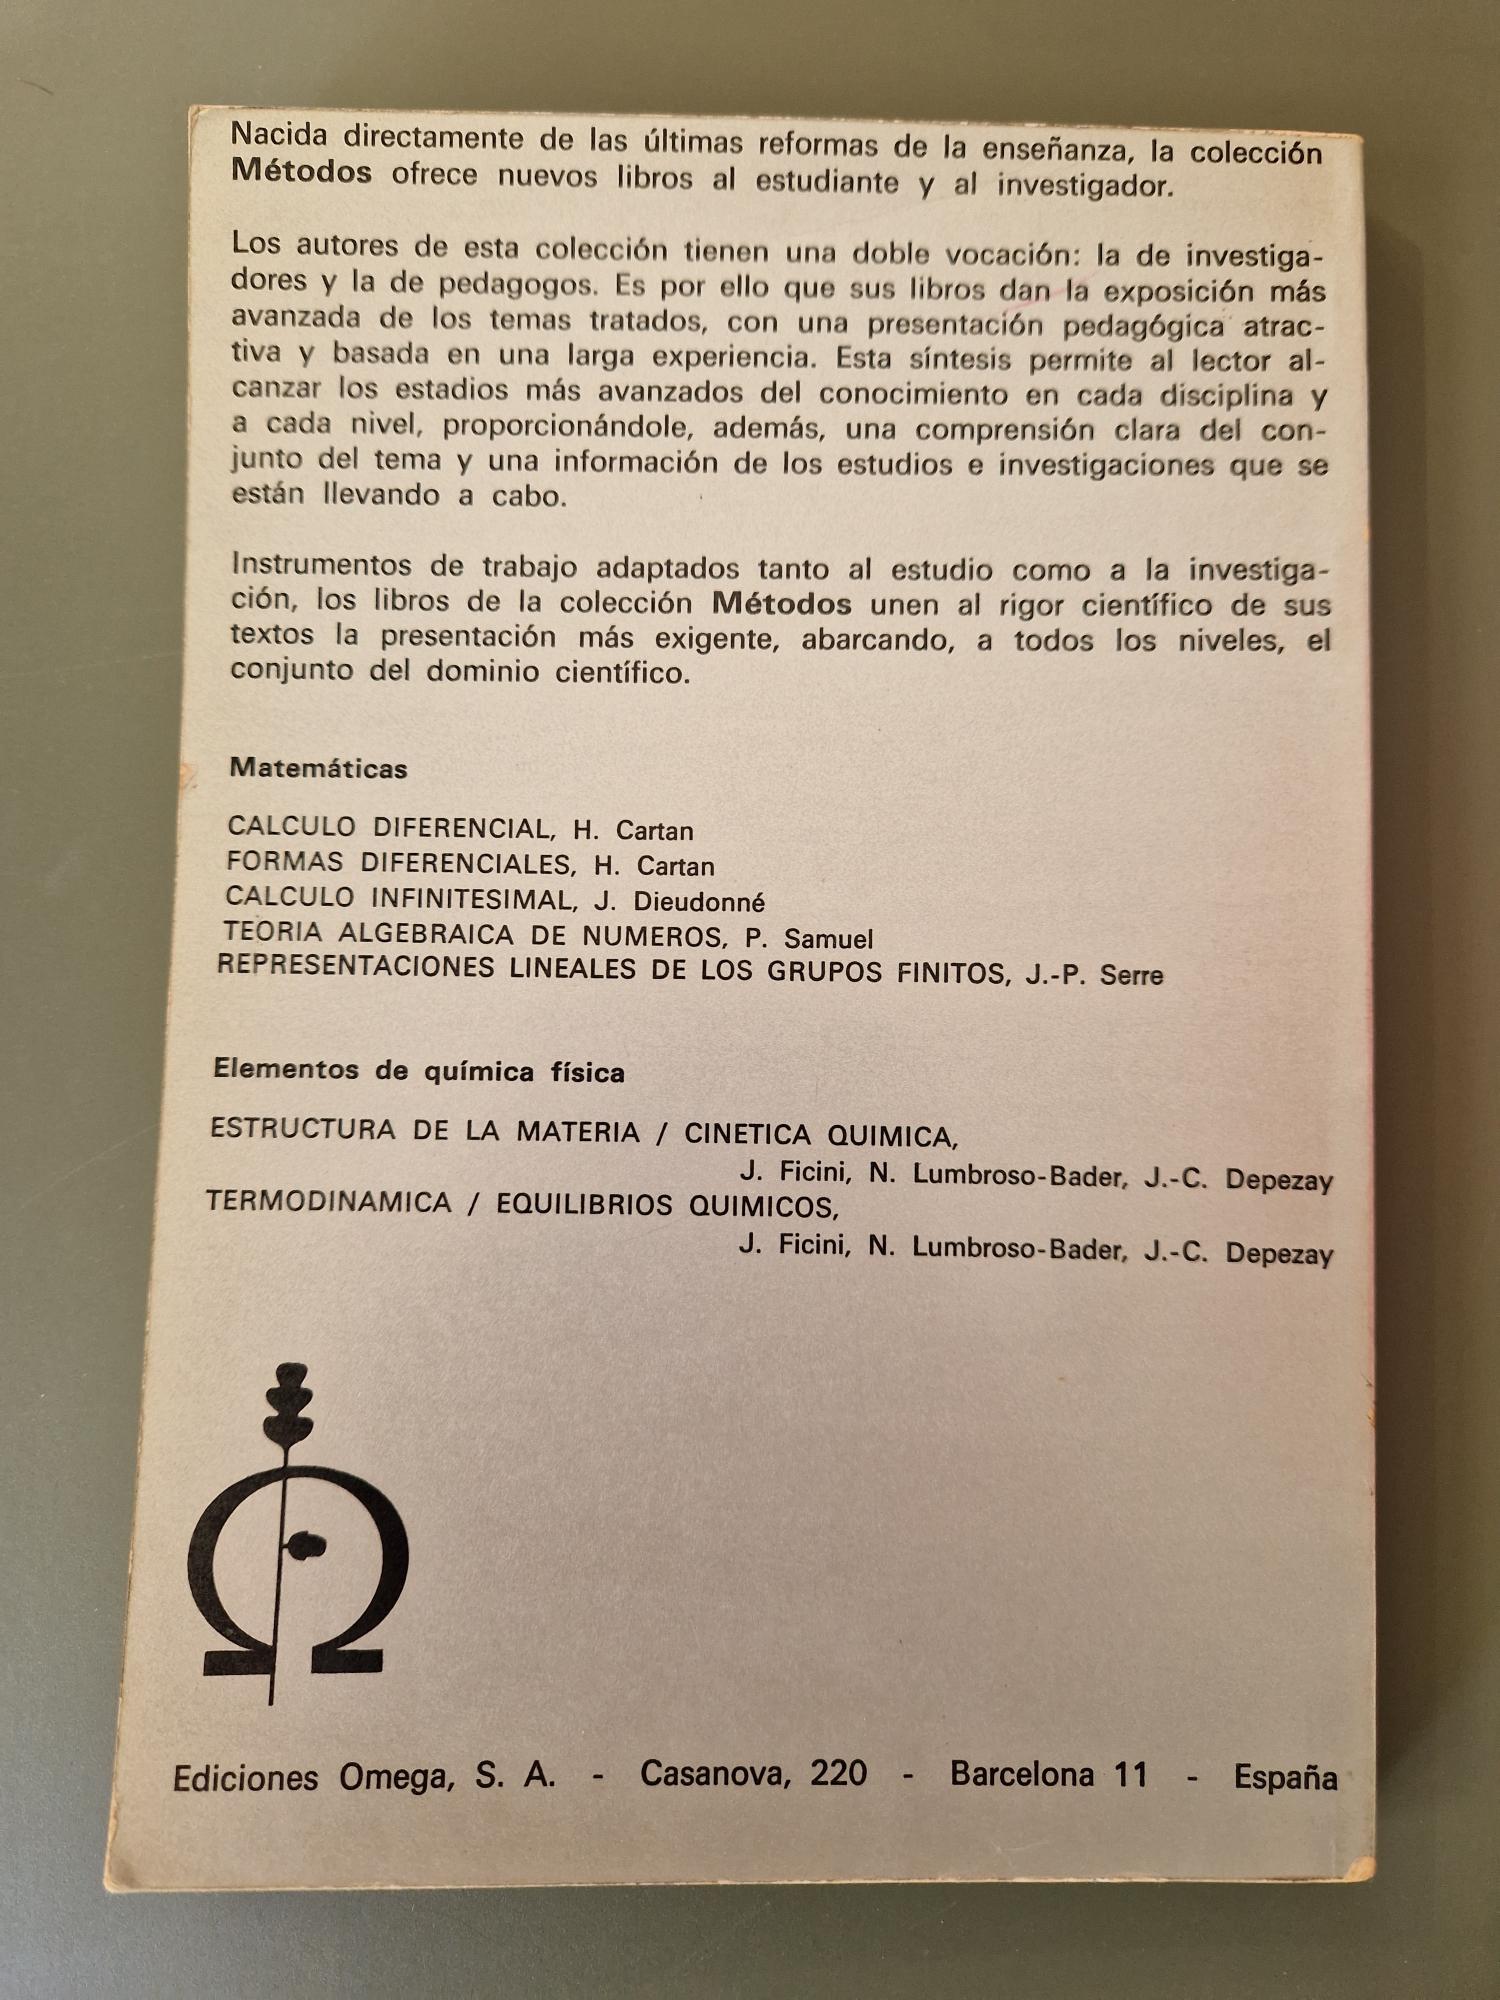 Nacida directamente de las últimas reformas de la enseñanza, la colección
Métodos ofrece nuevos libros al estudiante y al investigador.
Los autores de esta colección tienen una doble vocación: la de investiga-
dores y la de pedagogos. Es por ello que sus libros dan la exposición más
avanzada de los temas tratados, con una presentación pedagógica atrac-
tiva y basada en una larga experiencia. Esta síntesis permite al lector al-
canzar los estadios más avanzados del conocimiento en cada disciplina y
a cada nivel, proporcionándole, además, una comprensión clara del con-
junto del tema y una información de los estudios e investigaciones que se
están llevando a cabo.
Instrumentos de trabajo adaptados tanto al estudio como a la investiga-
ción, los libros de la colección Métodos unen al rigor científico de sus
textos la presentación más exigente, abarcando, a todos los niveles, el
conjunto del dominio científico.
Matemáticas
CALCULO DIFERENCIAL, H. Cartan
FORMAS DIFERENCIALES, H. Cartan
CALCULO INFINITESIMAL, J. Dieudonné
TEORIA ALGEBRAICA DE NUMEROS, P. Samuel
REPRESENTACIONES LINEALES DE LOS GRUPOS FINITOS, J.-P. Serre
Elementos de química física
ESTRUCTURA DE LA MATERIA / CINETICA QUIMICA,
J. Ficini, N. Lumbroso-Bader, J.-C. Depezay
TERMODINAMICA / EQUILIBRIOS QUIMICOS,
J. Ficini, N. Lumbroso-Bader, J.-C. Depezay
Ediciones Omega, S. A. - Casanova, 220 - Barcelona 11 - España